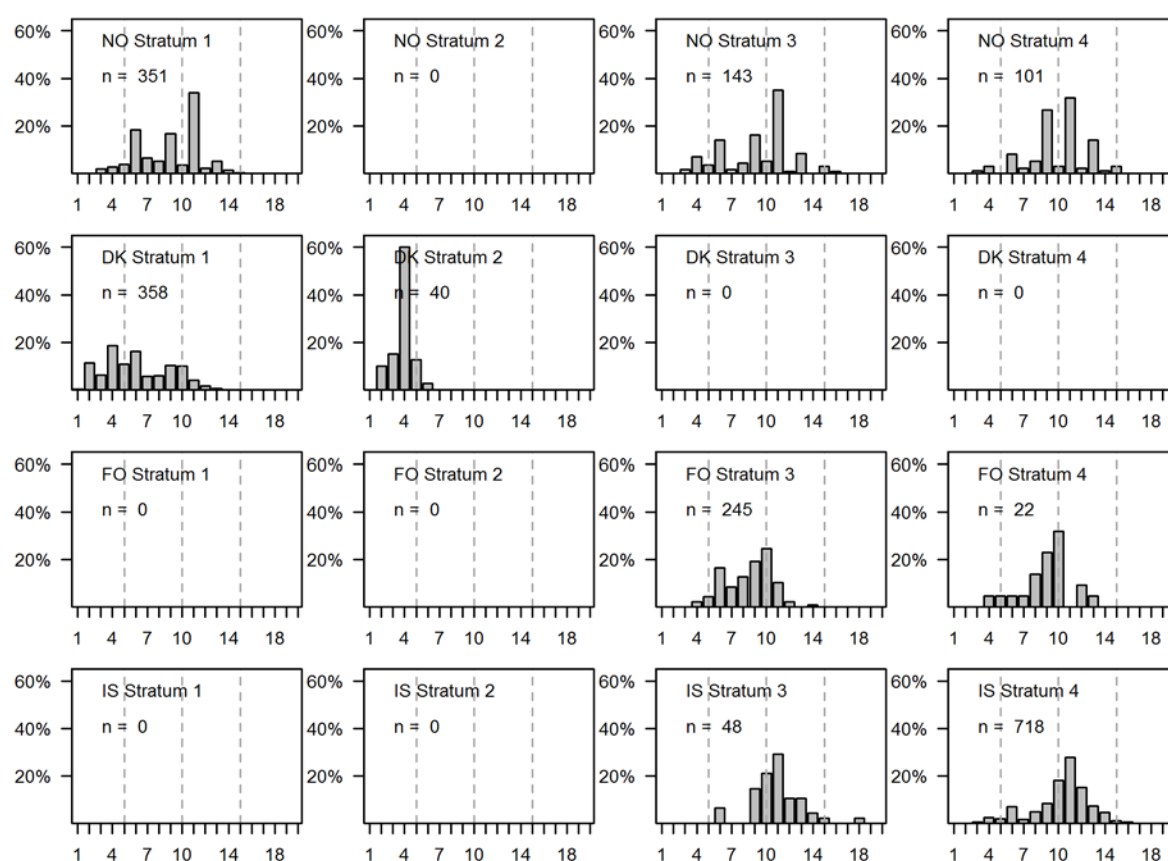 60% 60% 60% 60%
NO Stratum 1 NO Stratum 2 NO Stratum 3 NO Stratum 4
n = 351 n = 0 n = 143 n = 101
40% 40% 40% 40%
20% 20% 20% 20%
1 4 7 10 14 18 1 4 7 10 14 18 1 4 7 10 14 18 1 4 7 10 14 18
60% 60% 60% 60%
DK Stratum 1 DK Stratum 2 DK Stratum 3 DK Stratum 4
n = 358 n = 40 n = 0 n = 0
40% 40% 40% 40%
20% 20% 20% 20%
1 4 7 10 14 18 1 4 7 10 14 18 1 4 7 10 14 18 1 4 7 10 14 18
60% 60% 60% 60%
FO Stratum 1 FO Stratum 2 FO Stratum 3 FO Stratum 4
n = 0 n = 0 n = 245 n = 22
40% 40% 40% 40%
20% 20% 20% 20%
1 4 7 10 14 18 1 4 7 10 14 18 1 4 7 10 14 18 1 4 7 10 14 18
60% 60% 60% 60%
IS Stratum 1 IS Stratum 2 IS Stratum 3 IS Stratum 4
n = 0 n = 0 n = 48 n = 718
40% 40% 40% 40%
20% 20% 20% 20%
1 4 7 10 14 18 1 4 7 10 14 18 1 4 7 10 14 18 1 4 7 10 14 18